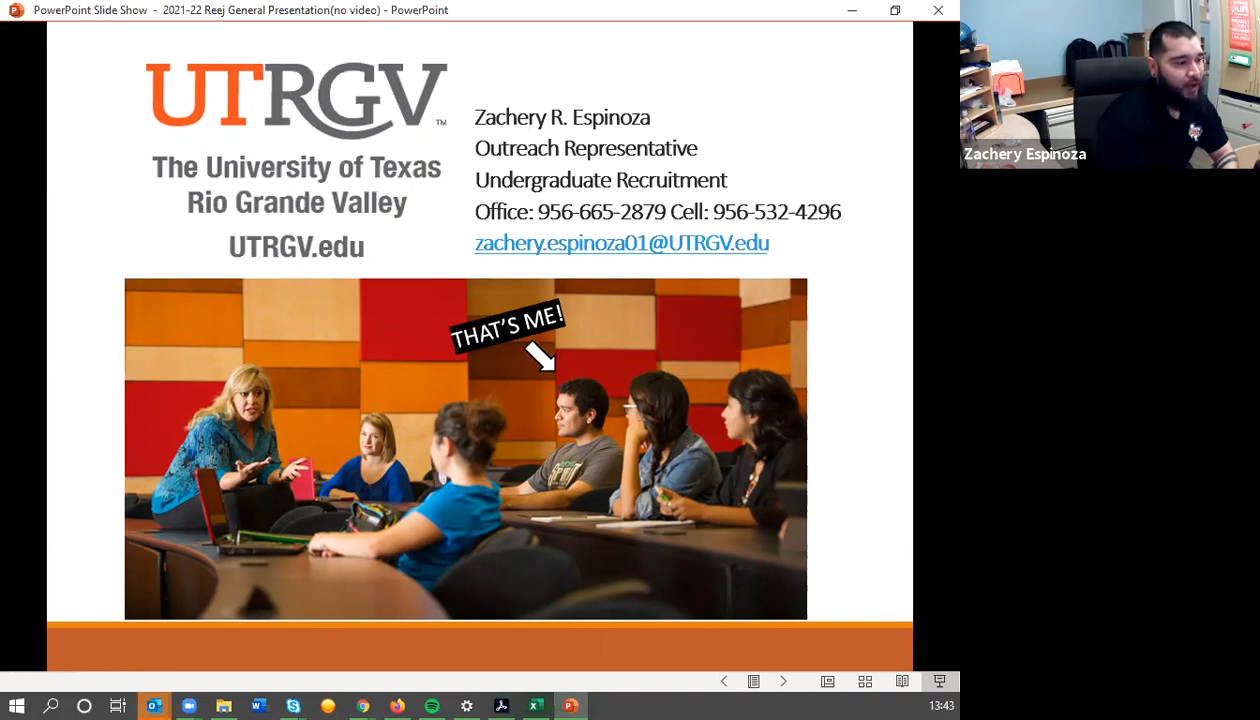 PowerPoint Slide Show - 2021-22 Reej General Presentation(no video) - PowerPoint
UTRGV™
The University of Texas
Rio Grande Valley
UTRGV.edu
Zachery R. Espinoza
Outreach Representative
Undergraduate Recruitment
Office: 956-665-2879 Cell: 956-532-4296
zachery.espinoza01@UTRGV.edu
THAT'S ME!
Zachery Espinoza
13:43